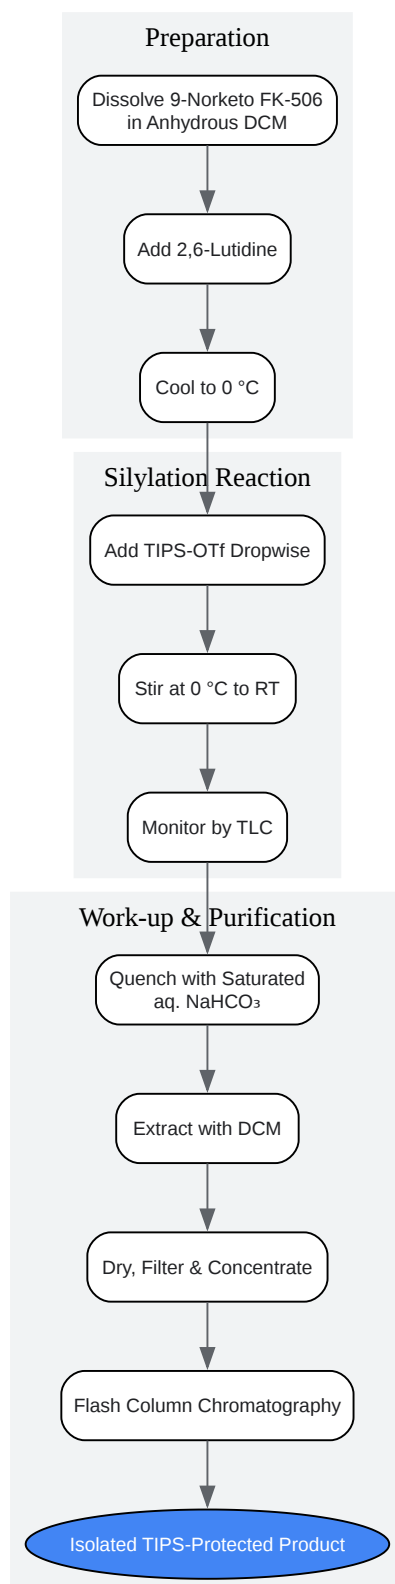 Preparation
Dissolve 9-Norketo FK-506
in Anhydrous DCM
Add 2,6-Lutidine
Cool to 0 °C
Silylation Reaction
Add TIPS-OTf Dropwise
Stir at 0 °C to RT
Monitor by TLC
Work-up & Purification
Quench with Saturated
aq. NaHCO₃
Extract with DCM
Dry, Filter & Concentrate
Flash Column Chromatography
Isolated TIPS-Protected Product